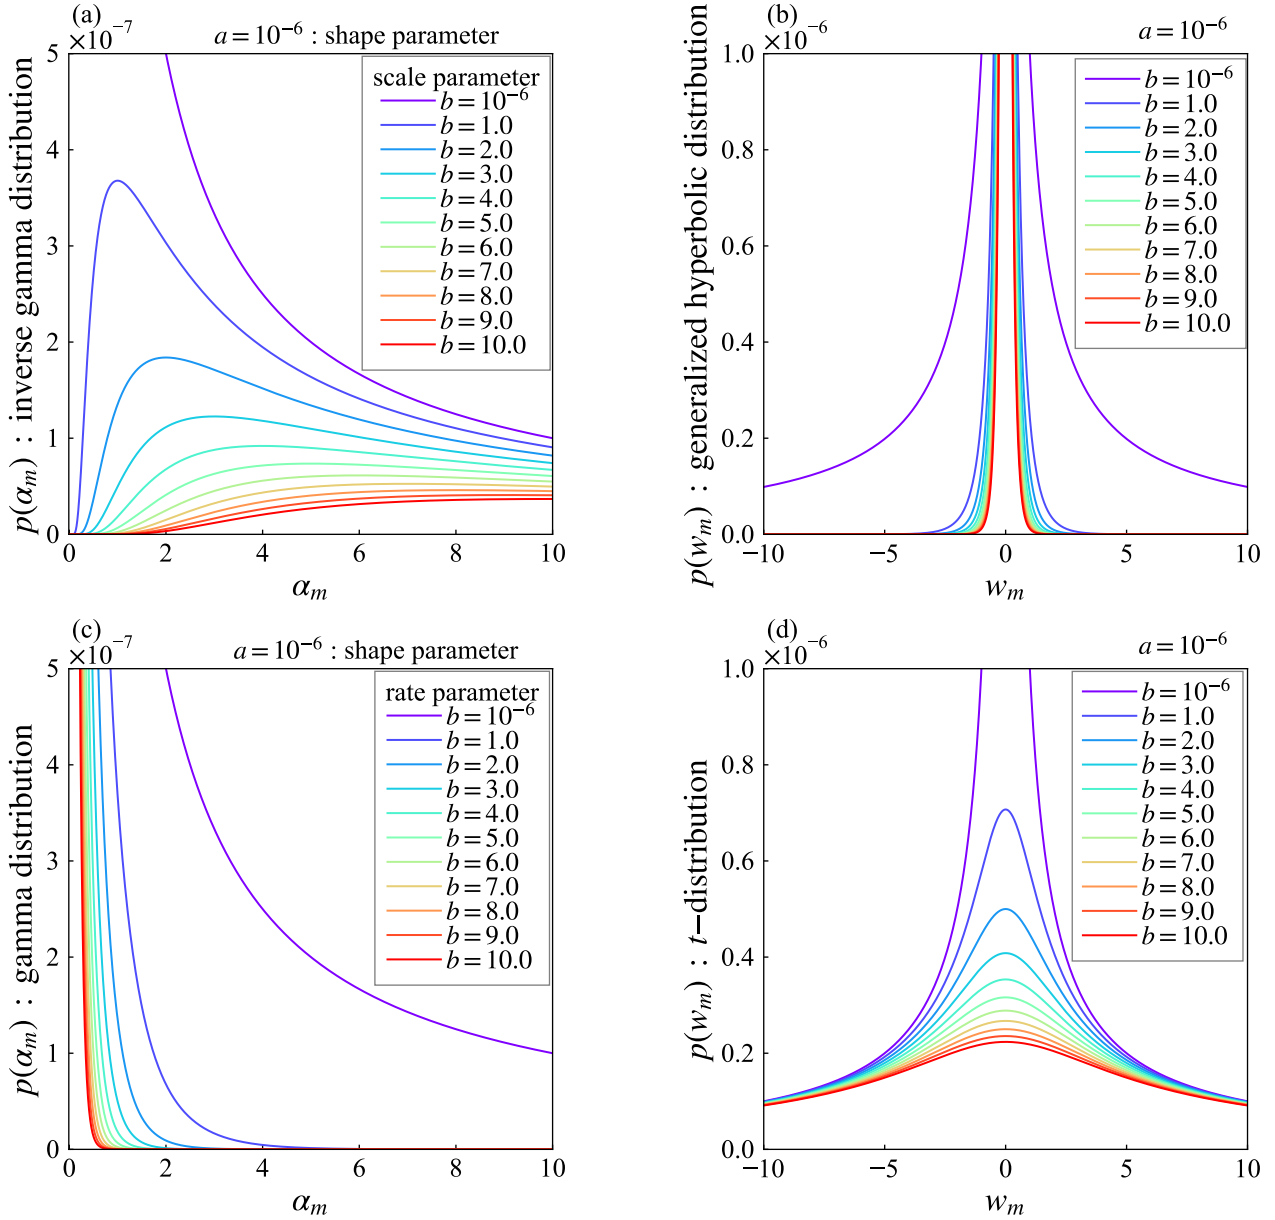 (a)
×10⁻⁷
a = 10⁻⁶ : shape parameter
p(αₘ) : inverse gamma distribution
5
4
3
2
1
0
scale parameter
b = 10⁻⁶
b = 1.0
b = 2.0
b = 3.0
b = 4.0
b = 5.0
b = 6.0
b = 7.0
b = 8.0
b = 9.0
b = 10.0
0 2 4 6 8 10
αₘ
(b)
×10⁻⁶
a = 10⁻⁶
p(wₘ) : generalized hyperbolic distribution
1.0
0.8
0.6
0.4
0.2
0.0
b = 10⁻⁶
b = 1.0
b = 2.0
b = 3.0
b = 4.0
b = 5.0
b = 6.0
b = 7.0
b = 8.0
b = 9.0
b = 10.0
−10 −5 0 5 10
wₘ
(c)
×10⁻⁷
a = 10⁻⁶ : shape parameter
p(αₘ) : gamma distribution
5
4
3
2
1
0
rate parameter
b = 10⁻⁶
b = 1.0
b = 2.0
b = 3.0
b = 4.0
b = 5.0
b = 6.0
b = 7.0
b = 8.0
b = 9.0
b = 10.0
0 2 4 6 8 10
αₘ
(d)
×10⁻⁶
a = 10⁻⁶
p(wₘ) : t−distribution
1.0
0.8
0.6
0.4
0.2
0.0
b = 10⁻⁶
b = 1.0
b = 2.0
b = 3.0
b = 4.0
b = 5.0
b = 6.0
b = 7.0
b = 8.0
b = 9.0
b = 10.0
−10 −5 0 5 10
wₘ